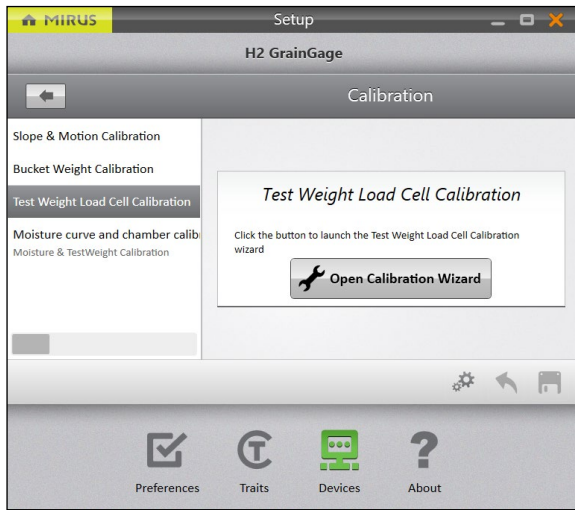 MIRUS
Setup
H2 GrainGage
Calibration
Slope & Motion Calibration
Bucket Weight Calibration
Test Weight Load Cell Calibration
Moisture curve and chamber calib
Moisture & TestWeight Calibration
Test Weight Load Cell Calibration
Click the button to launch the Test Weight Load Cell Calibration
wizard
Open Calibration Wizard
Preferences
Traits
Devices
About